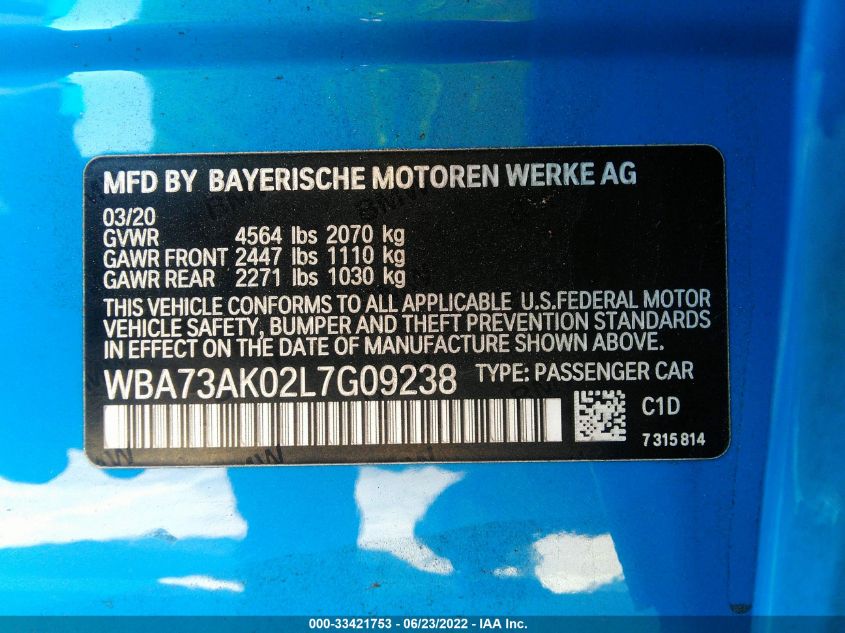 MFD BY BAYERISCHE MOTOREN WERKE AG
03/20
GVWR 4564 lbs 2070 kg
GAWR FRONT 2447 lbs 1110 kg
GAWR REAR 2271 lbs 1030 kg
THIS VEHICLE CONFORMS TO ALL APPLICABLE U.S.FEDERAL MOTOR
VEHICLE SAFETY, BUMPER AND THEFT PREVENTION STANDARDS
IN EFFECT ON THE DATE OF MANUFACTURE SHOWN ABOVE.
WBA73AK02L7G09238 TYPE: PASSENGER CAR
C1D
7 315 814
000-33421753 - 06/23/2022 - IAA Inc.